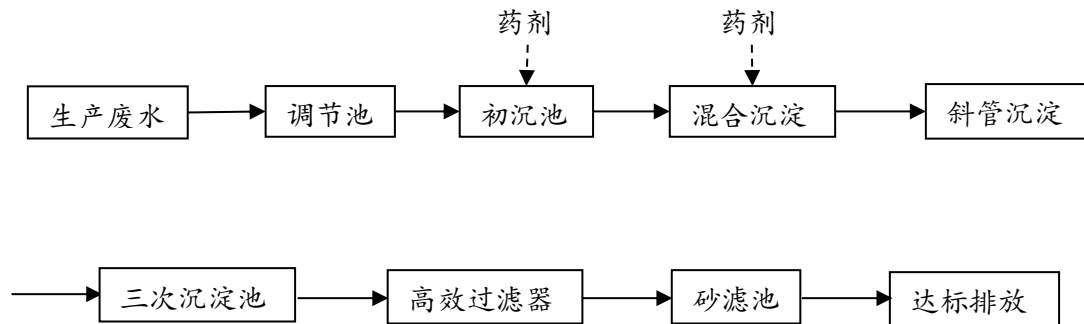 药剂 药剂
生产废水 调节池 初沉池 混合沉淀 斜管沉淀
三次沉淀池 高效过滤器 砂滤池 达标排放